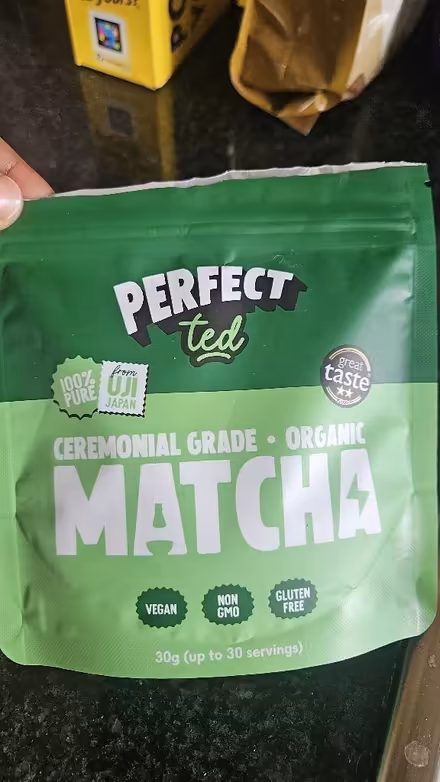 PERFECT
ted
100%
PURE
from
UJI
JAPAN
great
taste
CEREMONIAL GRADE • ORGANIC
MATCHA
VEGAN
NON
GMO
GLUTEN
FREE
30g (up to 30 servings)